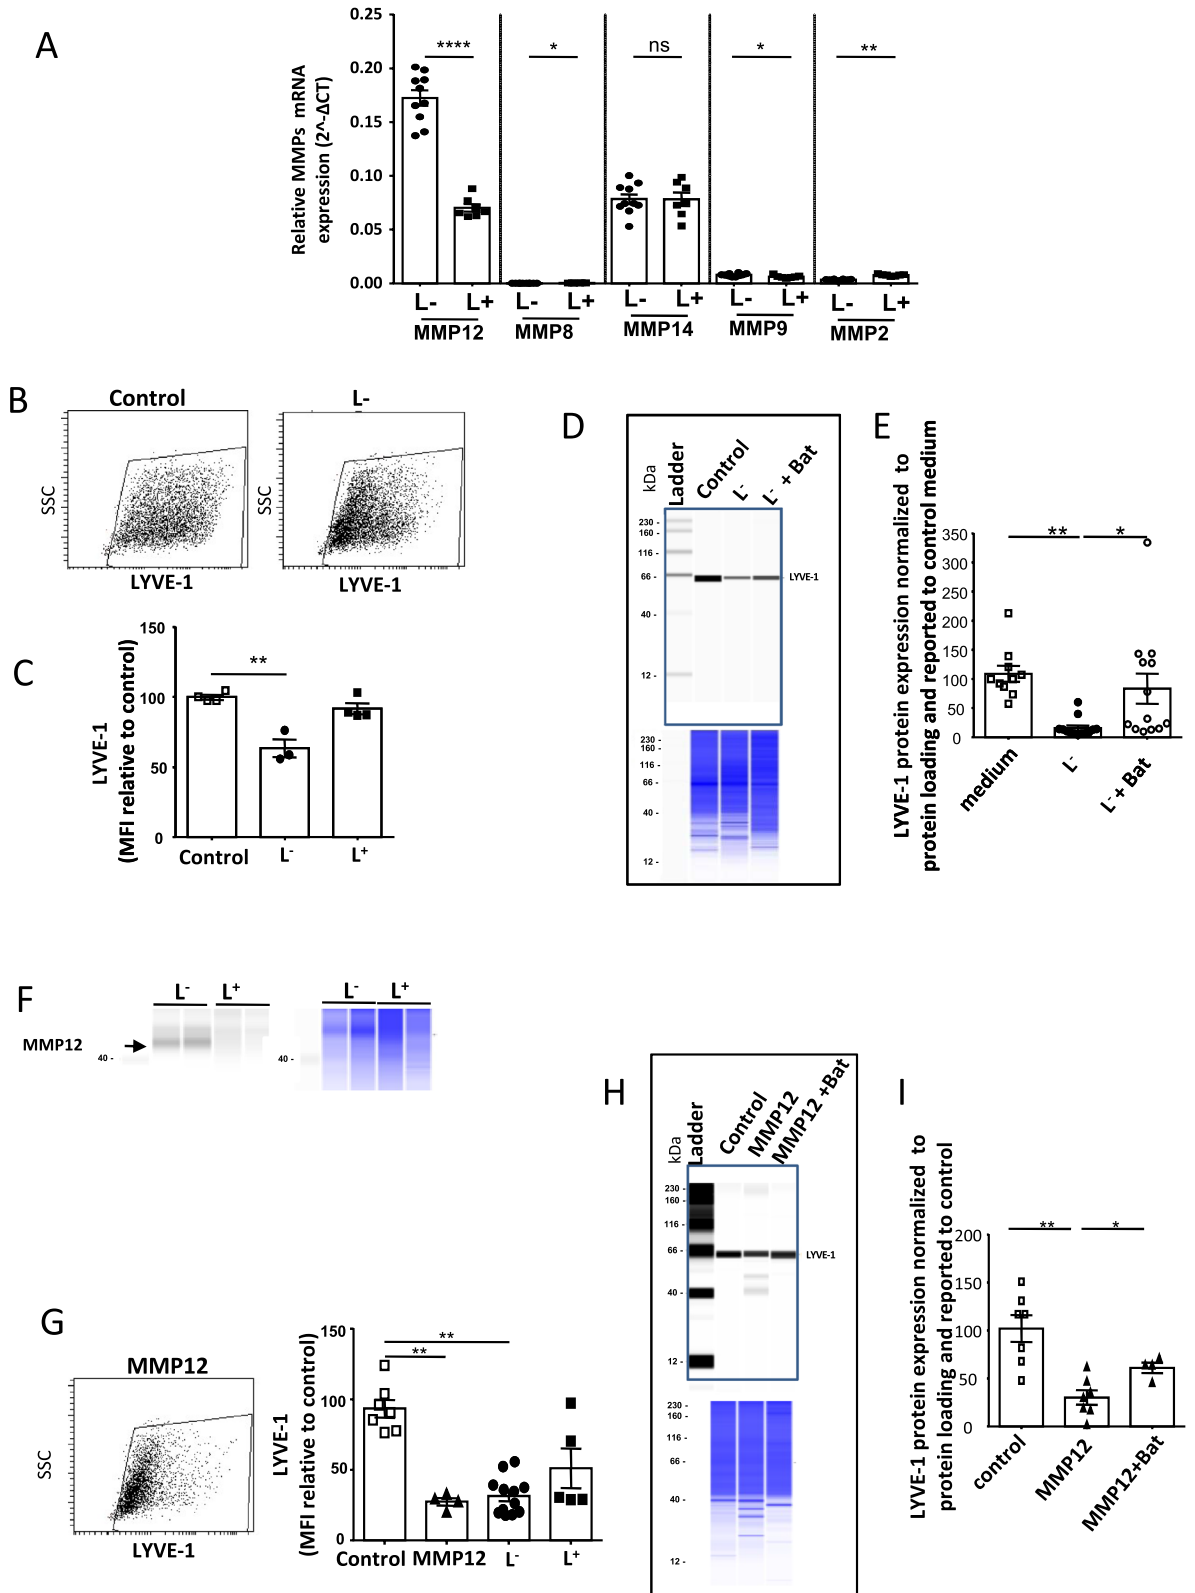 A
Relative MMPs mRNA
expression (2^-ΔCT)
0.25
0.20
0.15
0.10
0.05
0.00
**** * ns * **
L- L+ L- L+ L- L+ L- L+ L- L+
MMP12 MMP8 MMP14 MMP9 MMP2
B
Control L-
SSC SSC
LYVE-1 LYVE-1
C
LYVE-1
(MFI relative to control)
150
100
50
0
**
Control L- L+
D
kDa Ladder Control L- L- + Bat
230 -
160 -
116 -
66 -
40 -
12 -
LYVE-1
230 -
160 -
116 -
66 -
40 -
12 -
E
LYVE-1 protein expression normalized to
protein loading and reported to control medium
350
300
250
200
150
100
50
0
** *
medium L- L- + Bat
F
L- L+ L- L+
MMP12
40 - 40 -
G
MMP12
SSC
LYVE-1
LYVE-1
(MFI relative to control)
150
100
50
0
**
**
Control MMP12 L- L+
H
kDa Ladder Control MMP12 MMP12 +Bat
230 -
160 -
116 -
66 -
40 -
12 -
LYVE-1
230 -
160 -
116 -
66 -
40 -
12 -
I
LYVE-1 protein expression normalized to
protein loading and reported to control
200
150
100
50
0
** *
control MMP12 MMP12+Bat